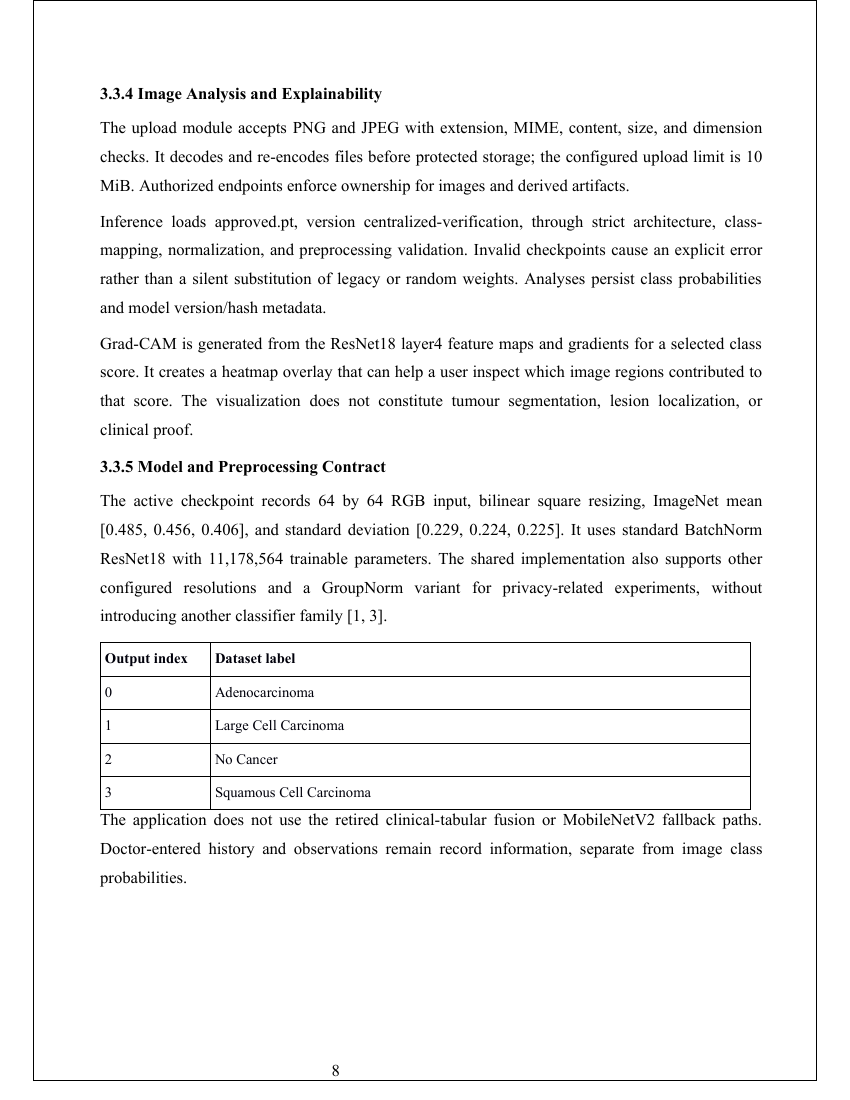 3.3.4 Image Analysis and Explainability
The upload module accepts PNG and JPEG with extension, MIME, content, size, and dimension
checks. It decodes and re-encodes files before protected storage; the configured upload limit is 10
MiB. Authorized endpoints enforce ownership for images and derived artifacts.
Inference loads approved.pt, version centralized-verification, through strict architecture, class-
mapping, normalization, and preprocessing validation. Invalid checkpoints cause an explicit error
rather than a silent substitution of legacy or random weights. Analyses persist class probabilities
and model version/hash metadata.
Grad-CAM is generated from the ResNet18 layer4 feature maps and gradients for a selected class
score. It creates a heatmap overlay that can help a user inspect which image regions contributed to
that score. The visualization does not constitute tumour segmentation, lesion localization, or
clinical proof.
3.3.5 Model and Preprocessing Contract
The active checkpoint records 64 by 64 RGB input, bilinear square resizing, ImageNet mean
[0.485, 0.456, 0.406], and standard deviation [0.229, 0.224, 0.225]. It uses standard BatchNorm
ResNet18 with 11,178,564 trainable parameters. The shared implementation also supports other
configured resolutions and a GroupNorm variant for privacy-related experiments, without
introducing another classifier family [1, 3].
Output index Dataset label
0 Adenocarcinoma
1 Large Cell Carcinoma
2 No Cancer
3 Squamous Cell Carcinoma
The application does not use the retired clinical-tabular fusion or MobileNetV2 fallback paths.
Doctor-entered history and observations remain record information, separate from image class
probabilities.
8